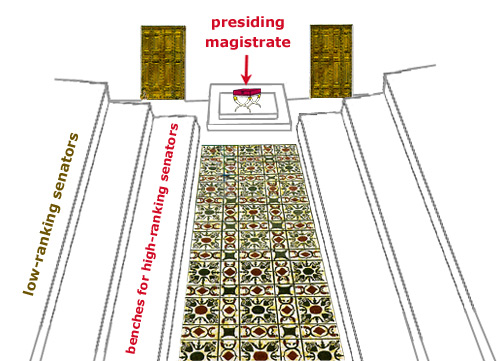 presiding
magistrate
low-ranking senators
benches for high-ranking senators